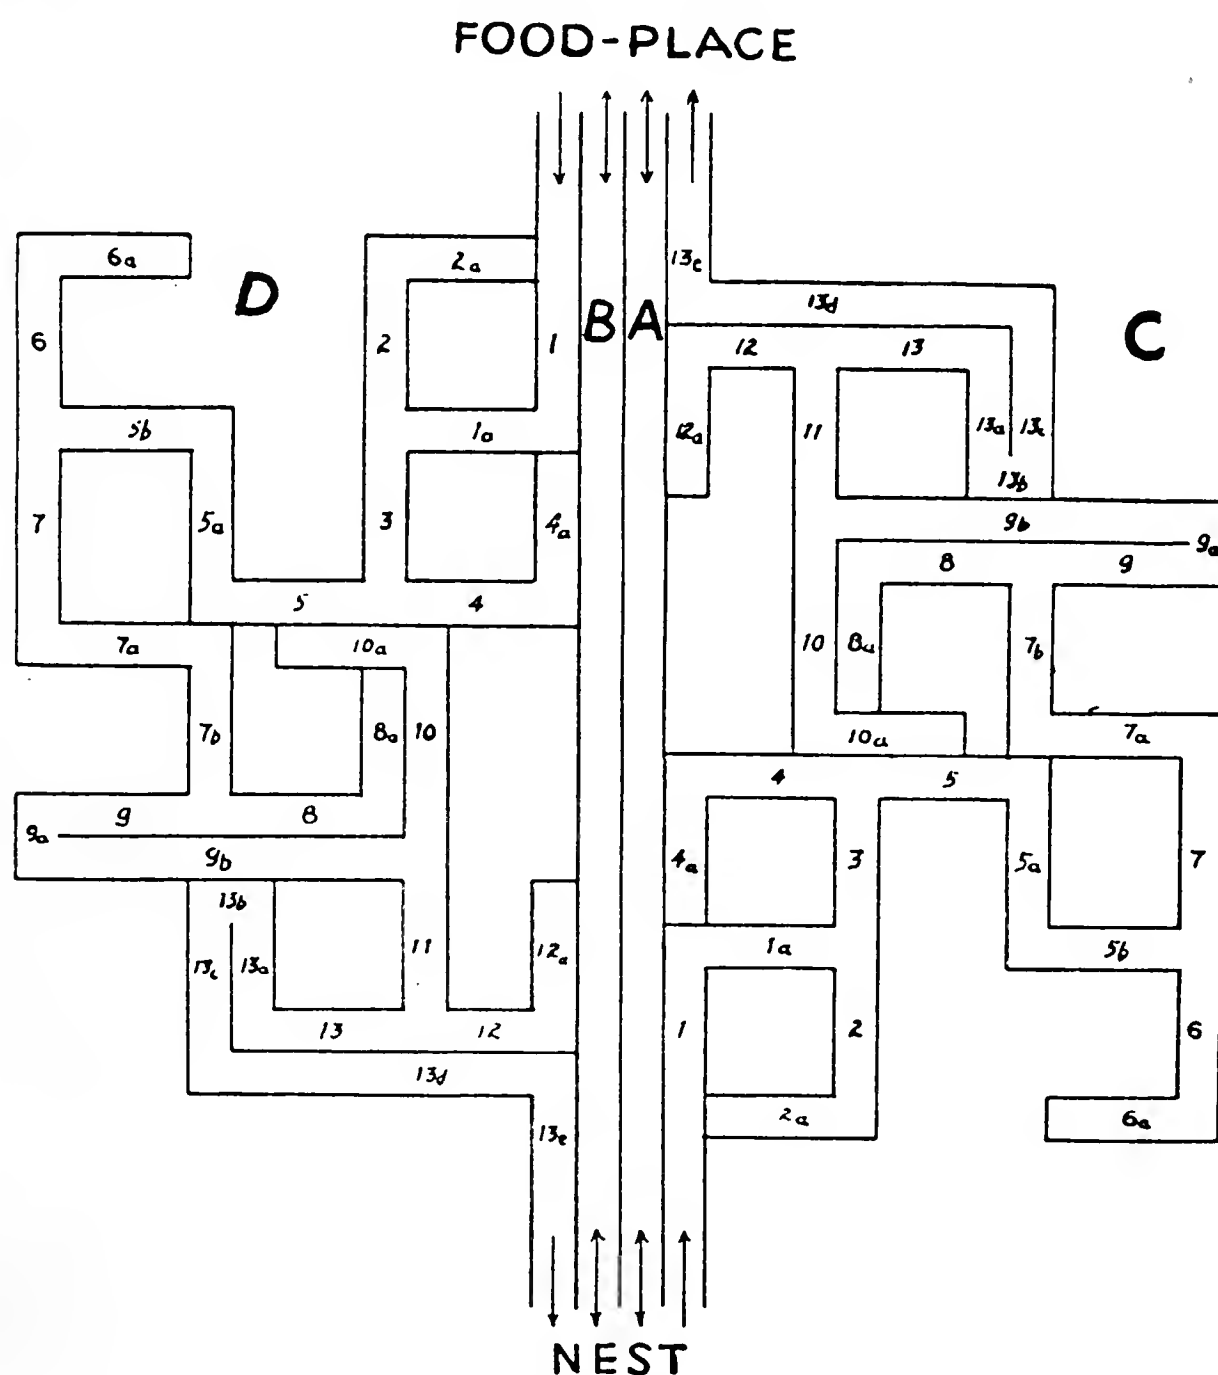 FOOD-PLACE
13e
6a D 2a 13d
6 2 1 B A 12 13 C
5b 1a 12a 11 13a 13c
13b
7 5a 3 4a 9b 9a
8 9
5 4
7a 10a 10 8a 7b
7b 8a 10 10a 7a
4 5
9 8
9a 9b 4a 3 5a 7
13b
13c 13a 11 12a 1a 5b
13 12 1 2 6
13d
13e 2a 6a
NEST